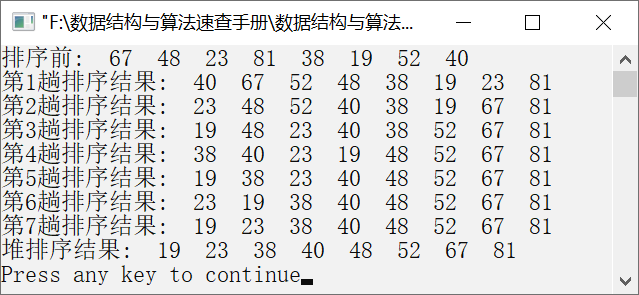 "F:\数据结构与算法速查手册\数据结构与算法...
排序前: 67 48 23 81 38 19 52 40
第1趟排序结果: 40 67 52 48 38 19 23 81
第2趟排序结果: 23 48 52 40 38 19 67 81
第3趟排序结果: 19 48 23 40 38 52 67 81
第4趟排序结果: 38 40 23 19 48 52 67 81
第5趟排序结果: 19 38 23 40 48 52 67 81
第6趟排序结果: 23 19 38 40 48 52 67 81
第7趟排序结果: 19 23 38 40 48 52 67 81
堆排序结果: 19 23 38 40 48 52 67 81
Press any key to continue